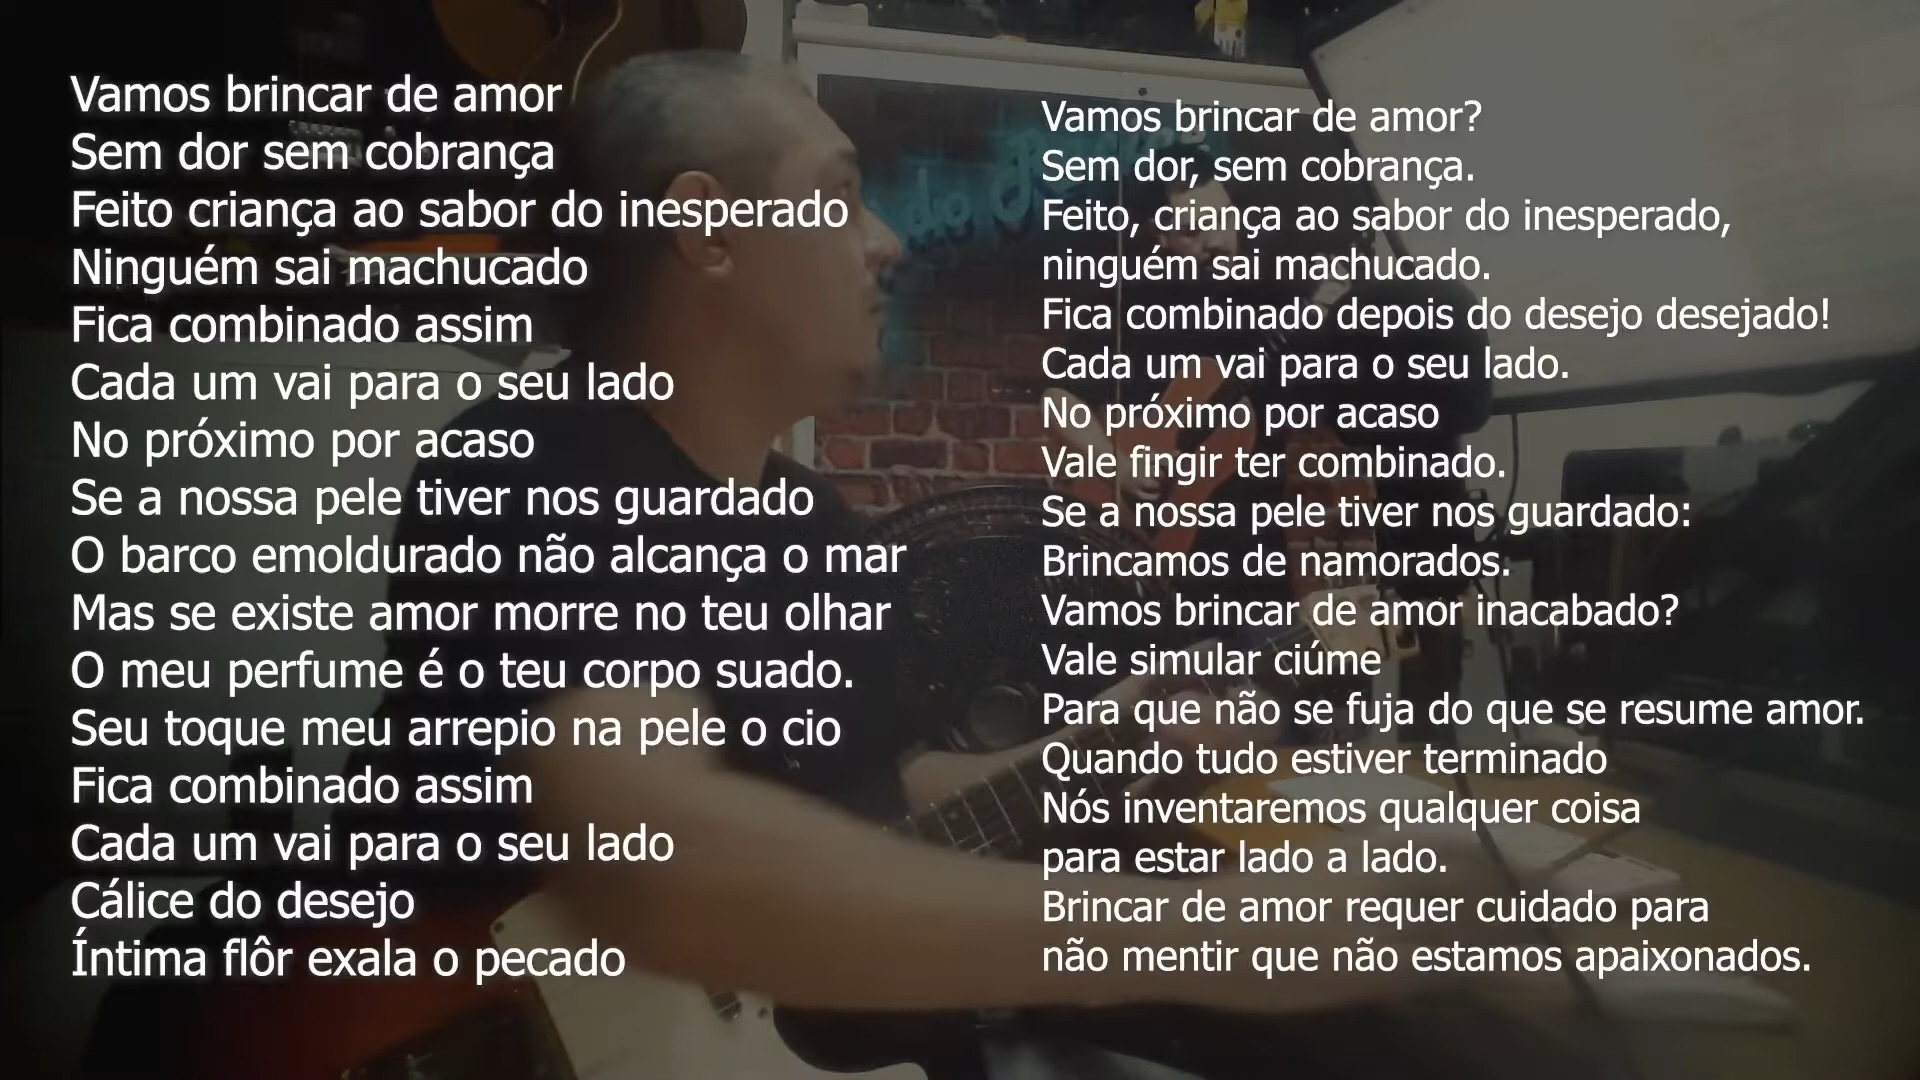 Vamos brincar de amor
Sem dor sem cobrança
Feito criança ao sabor do inesperado
Ninguém sai machucado
Fica combinado assim
Cada um vai para o seu lado
No próximo por acaso
Se a nossa pele tiver nos guardado
O barco emoldurado não alcança o mar
Mas se existe amor morre no teu olhar
O meu perfume é o teu corpo suado.
Seu toque meu arrepio na pele o cio
Fica combinado assim
Cada um vai para o seu lado
Cálice do desejo
Íntima flôr exala o pecado
Vamos brincar de amor?
Sem dor, sem cobrança.
Feito, criança ao sabor do inesperado,
ninguém sai machucado.
Fica combinado depois do desejo desejado!
Cada um vai para o seu lado.
No próximo por acaso
Vale fingir ter combinado.
Se a nossa pele tiver nos guardado:
Brincamos de namorados.
Vamos brincar de amor inacabado?
Vale simular ciúme
Para que não se fuja do que se resume amor.
Quando tudo estiver terminado
Nós inventaremos qualquer coisa
para estar lado a lado.
Brincar de amor requer cuidado para
não mentir que não estamos apaixonados.